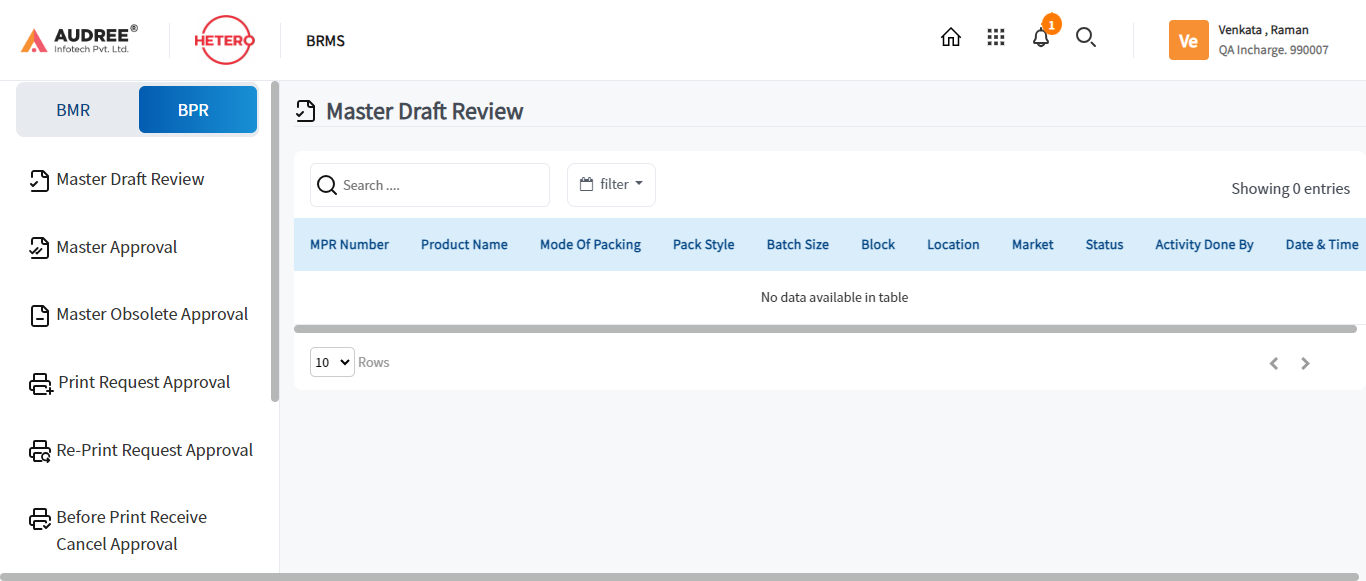 AUDREE®
Infotech Pvt. Ltd.
HETERO
BRMS
1
Ve
Venkata , Raman
QA Incharge. 990007
BMR
BPR
Master Draft Review
Master Approval
Master Obsolete Approval
Print Request Approval
Re-Print Request Approval
Before Print Receive
Cancel Approval
Master Draft Review
Search ....
filter
Showing 0 entries
MPR Number Product Name Mode Of Packing Pack Style Batch Size Block Location Market Status Activity Done By Date & Time
No data available in table
10 Rows